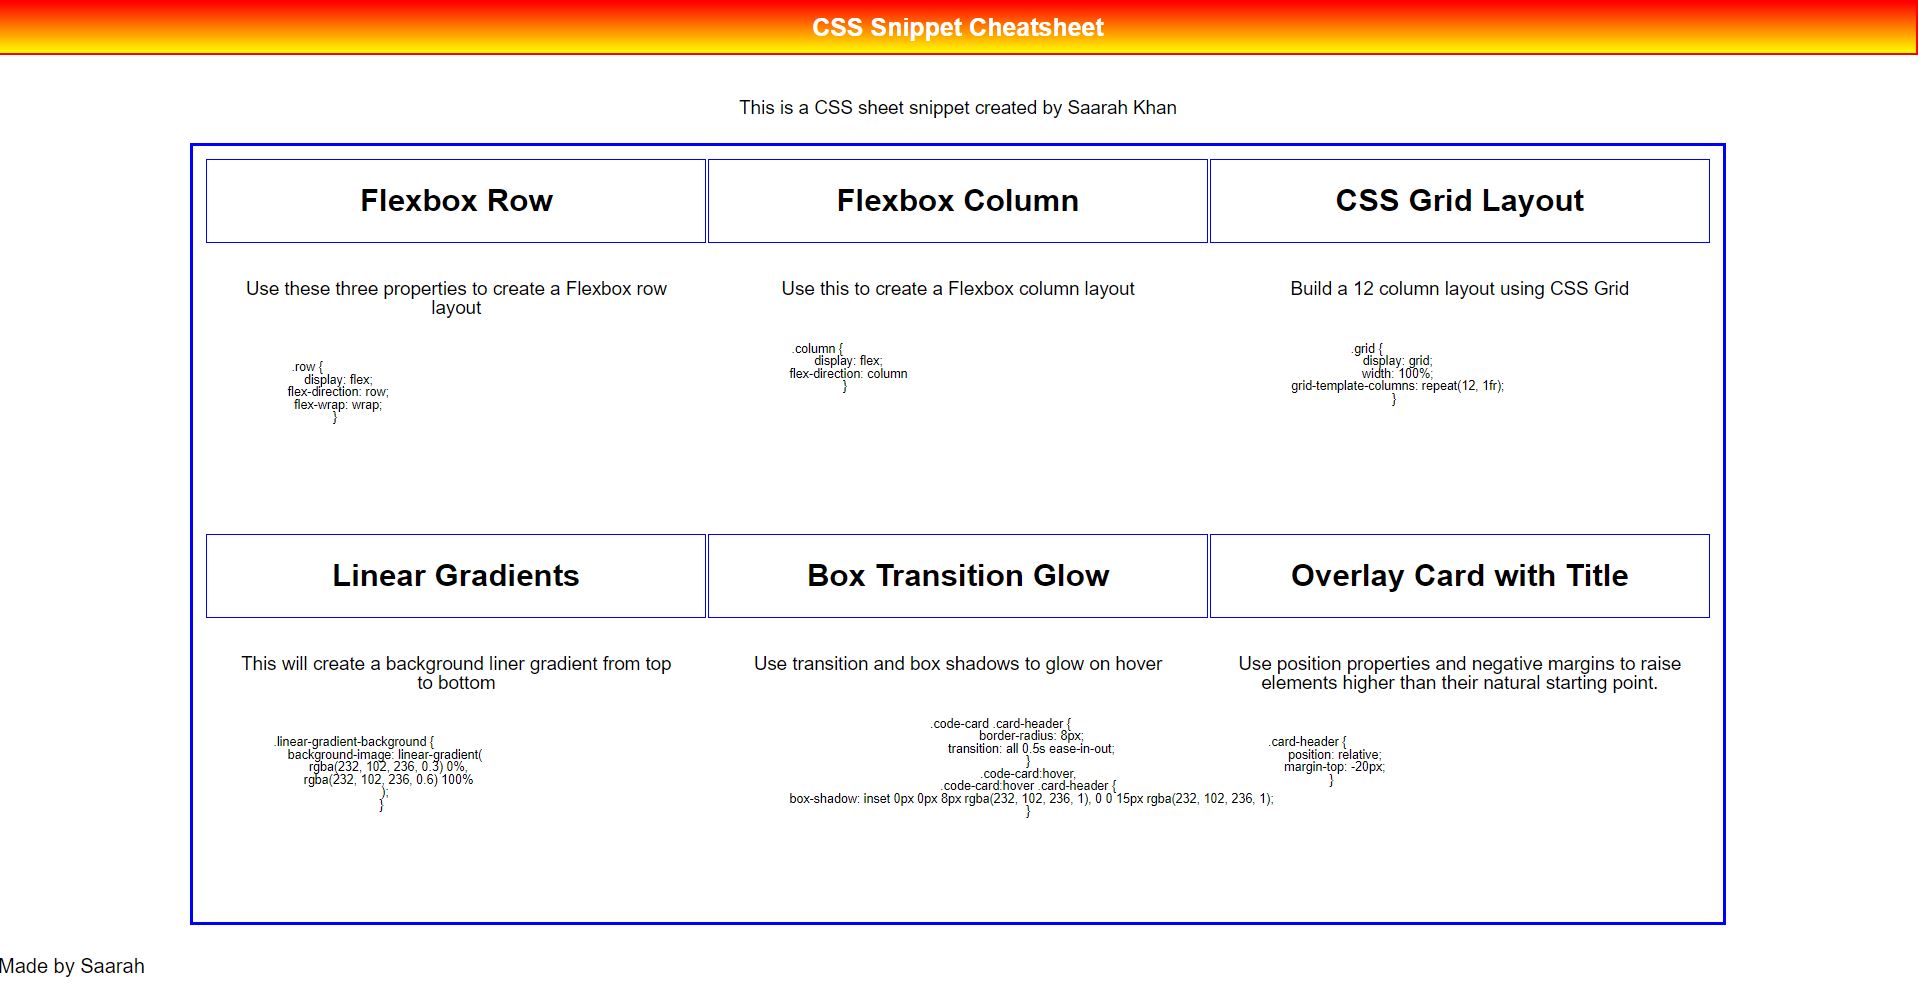 CSS Snippet Cheatsheet
This is a CSS sheet snippet created by Saarah Khan
Flexbox Row
Use these three properties to create a Flexbox row
layout
.row {
display: flex;
flex-direction: row;
flex-wrap: wrap;
}
Flexbox Column
Use this to create a Flexbox column layout
.column {
display: flex;
flex-direction: column
}
CSS Grid Layout
Build a 12 column layout using CSS Grid
.grid {
display: grid;
width: 100%;
grid-template-columns: repeat(12, 1fr);
}
Linear Gradients
This will create a background liner gradient from top
to bottom
.linear-gradient-background {
background-image: linear-gradient(
rgba(232, 102, 236, 0.3) 0%,
rgba(232, 102, 236, 0.6) 100%
);
}
Box Transition Glow
Use transition and box shadows to glow on hover
.code-card .card-header {
border-radius: 8px;
transition: all 0.5s ease-in-out;
}
.code-card:hover,
.code-card:hover .card-header {
box-shadow: inset 0px 0px 8px rgba(232, 102, 236, 1), 0 0 15px rgba(232, 102, 236, 1);
}
Overlay Card with Title
Use position properties and negative margins to raise
elements higher than their natural starting point.
.card-header {
position: relative;
margin-top: -20px;
}
Made by Saarah